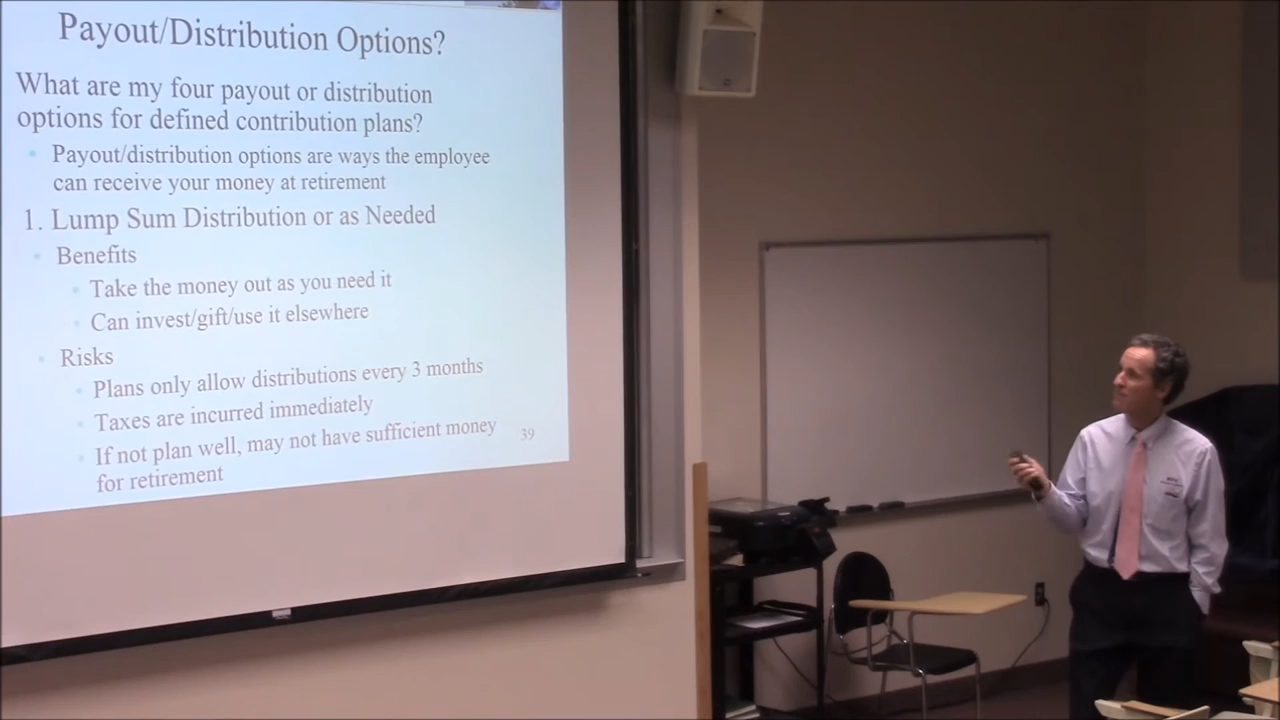 Payout/Distribution Options?
What are my four payout or distribution
options for defined contribution plans?
Payout/distribution options are ways the employee
can receive your money at retirement
1. Lump Sum Distribution or as Needed
Benefits
Take the money out as you need it
Can invest/gift/use it elsewhere
Risks
Plans only allow distributions every 3 months
Taxes are incurred immediately
If not plan well, may not have sufficient money
for retirement
39